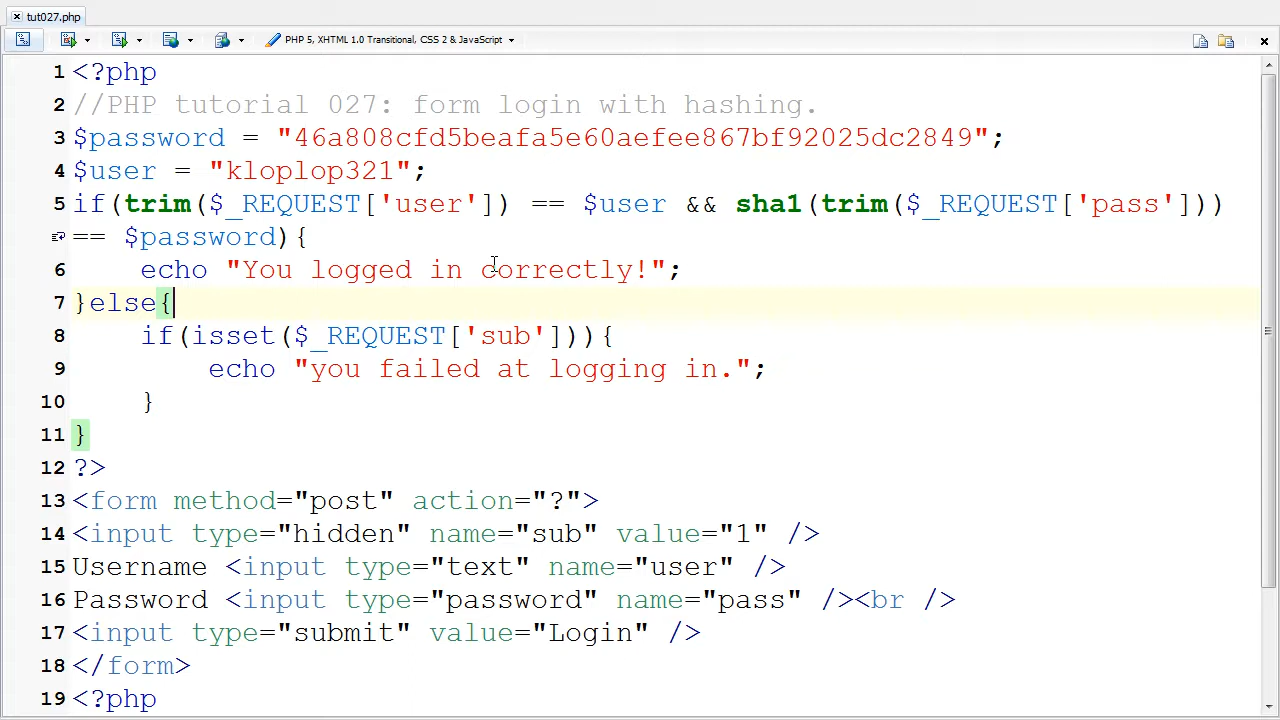 tut027.php
PHP 5, XHTML 1.0 Transitional, CSS 2 & JavaScript
1 <?php
2 //PHP tutorial 027: form login with hashing.
3 $password = "46a808cfd5beafa5e60aefee867bf92025dc2849";
4 $user = "kloplop321";
5 if(trim($_REQUEST['user']) == $user && sha1(trim($_REQUEST['pass']))
== $password){
6     echo "You logged in correctly!";
7 }else{
8     if(isset($_REQUEST['sub'])){
9         echo "you failed at logging in.";
10     }
11 }
12 ?>
13 <form method="post" action="?">
14 <input type="hidden" name="sub" value="1" />
15 Username <input type="text" name="user" />
16 Password <input type="password" name="pass" /><br />
17 <input type="submit" value="Login" />
18 </form>
19 <?php